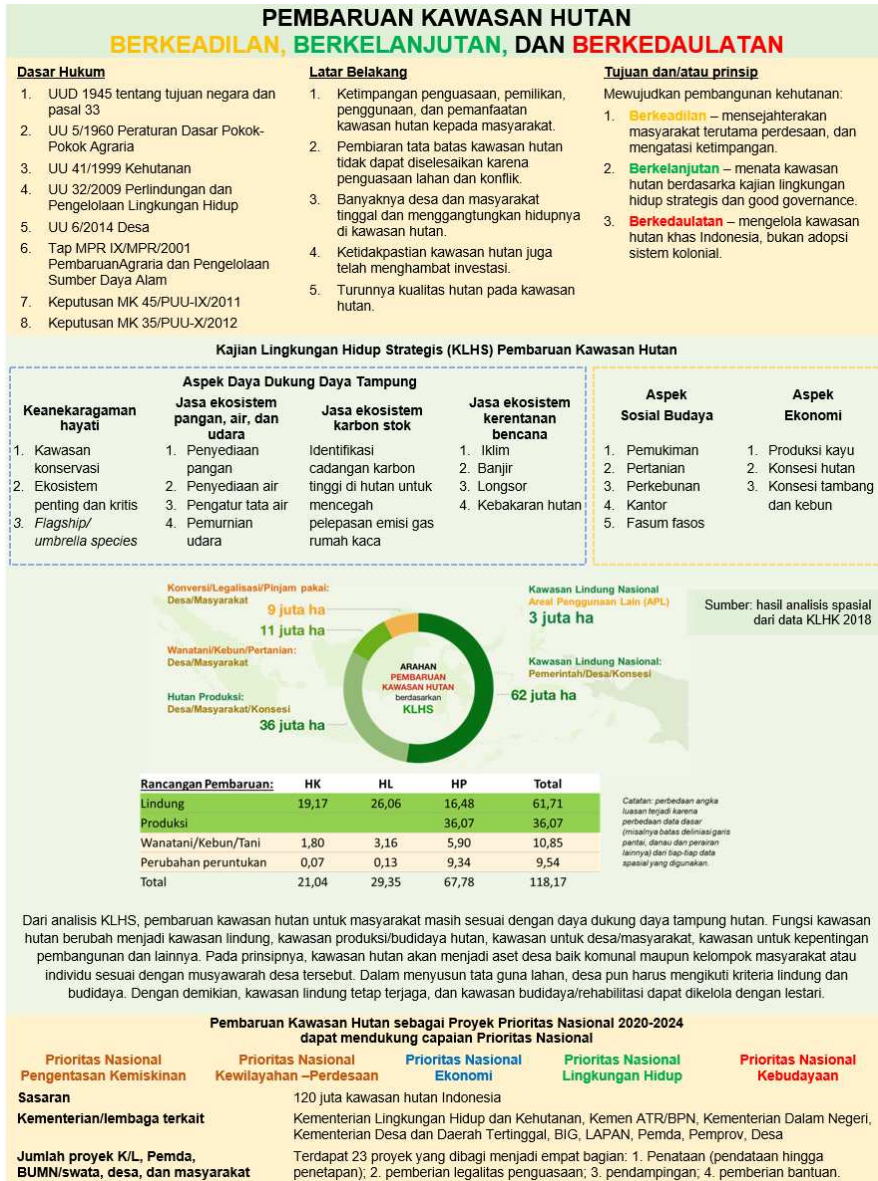 PEMBARUAN KAWASAN HUTAN
BERKEADILAN, BERKELANJUTAN, DAN BERKEDAULATAN
Dasar Hukum
1. UUD 1945 tentang tujuan negara dan
pasal 33
2. UU 5/1960 Peraturan Dasar Pokok-
Pokok Agraria
3. UU 41/1999 Kehutanan
4. UU 32/2009 Perlindungan dan
Pengelolaan Lingkungan Hidup
5. UU 6/2014 Desa
6. Tap MPR IX/MPR/2001
PembaruanAgraria dan Pengelolaan
Sumber Daya Alam
7. Keputusan MK 45/PUU-IX/2011
8. Keputusan MK 35/PUU-X/2012
Latar Belakang
1. Ketimpangan penguasaan, pemilikan,
penggunaan, dan pemanfaatan
kawasan hutan kepada masyarakat.
2. Pembiaran tata batas kawasan hutan
tidak dapat diselesaikan karena
penguasaan lahan dan konflik.
3. Banyaknya desa dan masyarakat
tinggal dan menggangtungkan hidupnya
di kawasan hutan.
4. Ketidakpastian kawasan hutan juga
telah menghambat investasi.
5. Turunnya kualitas hutan pada kawasan
hutan.
Tujuan dan/atau prinsip
Mewujudkan pembangunan kehutanan:
1. Berkeadilan – mensejahterakan
masyarakat terutama perdesaan, dan
mengatasi ketimpangan.
2. Berkelanjutan – menata kawasan
hutan berdasarka kajian lingkungan
hidup strategis dan good governance.
3. Berkedaulatan – mengelola kawasan
hutan khas Indonesia, bukan adopsi
sistem kolonial.
Kajian Lingkungan Hidup Strategis (KLHS) Pembaruan Kawasan Hutan
Aspek Daya Dukung Daya Tampung
Keanekaragaman
hayati
1. Kawasan
konservasi
2. Ekosistem
penting dan kritis
3. Flagship/
umbrella species
Jasa ekosistem
pangan, air, dan
udara
1. Penyediaan
pangan
2. Penyediaan air
3. Pengatur tata air
4. Pemurnian
udara
Jasa ekosistem
karbon stok
Identifikasi
cadangan karbon
tinggi di hutan untuk
mencegah
pelepasan emisi gas
rumah kaca
Jasa ekosistem
kerentanan
bencana
1. Iklim
2. Banjir
3. Longsor
4. Kebakaran hutan
Aspek
Sosial Budaya
1. Pemukiman
2. Pertanian
3. Perkebunan
4. Kantor
5. Fasum fasos
Aspek
Ekonomi
1. Produksi kayu
2. Konsesi hutan
3. Konsesi tambang
dan kebun
Konversi/Legalisasi/Pinjam pakai:
Desa/Masyarakat
9 juta ha
11 juta ha
Wanatani/Kebun/Pertanian:
Desa/Masyarakat
Hutan Produksi:
Desa/Masyarakat/Konsesi
36 juta ha
ARAHAN
PEMBARUAN
KAWASAN HUTAN
berdasarkan
KLHS
Kawasan Lindung Nasional
Areal Penggunaan Lain (APL)
3 juta ha
Kawasan Lindung Nasional:
Pemerintah/Desa/Konsesi
62 juta ha
Sumber: hasil analisis spasial
dari data KLHK 2018
Rancangan Pembaruan: HK HL HP Total
Lindung 19,17 26,06 16,48 61,71
Produksi 36,07 36,07
Wanatani/Kebun/Tani 1,80 3,16 5,90 10,85
Perubahan peruntukan 0,07 0,13 9,34 9,54
Total 21,04 29,35 67,78 118,17
Catatan: perbedaan angka
luasan terjadi karena
perbedaan data dasar
(misalnya batas deliniasi garis
pantai, danau dan perairan
lainnya) dari tiap-tiap data
spasial yang digunakan.
Dari analisis KLHS, pembaruan kawasan hutan untuk masyarakat masih sesuai dengan daya dukung daya tampung hutan. Fungsi kawasan
hutan berubah menjadi kawasan lindung, kawasan produksi/budidaya hutan, kawasan untuk desa/masyarakat, kawasan untuk kepentingan
pembangunan dan lainnya. Pada prinsipnya, kawasan hutan akan menjadi aset desa baik komunal maupun kelompok masyarakat atau
individu sesuai dengan musyawarah desa tersebut. Dalam menyusun tata guna lahan, desa pun harus mengikuti kriteria lindung dan
budidaya. Dengan demikian, kawasan lindung tetap terjaga, dan kawasan budidaya/rehabilitasi dapat dikelola dengan lestari.
Pembaruan Kawasan Hutan sebagai Proyek Prioritas Nasional 2020-2024
dapat mendukung capaian Prioritas Nasional
Prioritas Nasional
Pengentasan Kemiskinan
Prioritas Nasional
Kewilayahan –Perdesaan
Prioritas Nasional
Ekonomi
Prioritas Nasional
Lingkungan Hidup
Prioritas Nasional
Kebudayaan
Sasaran
120 juta kawasan hutan Indonesia
Kementerian/lembaga terkait
Kementerian Lingkungan Hidup dan Kehutanan, Kemen ATR/BPN, Kementerian Dalam Negeri,
Kementerian Desa dan Daerah Tertinggal, BIG, LAPAN, Pemda, Pemprov, Desa
Jumlah proyek K/L, Pemda,
BUMN/swata, desa, dan masyarakat
Terdapat 23 proyek yang dibagi menjadi empat bagian: 1. Penataan (pendataan hingga
penetapan); 2. pemberian legalitas penguasaan; 3. pendampingan; 4. pemberian bantuan.